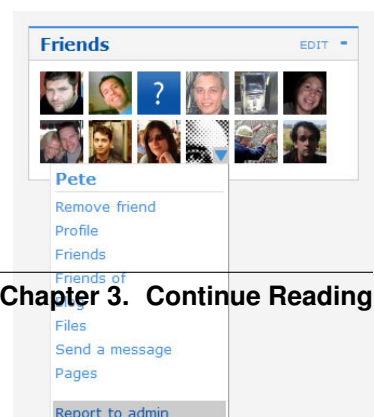 Friends EDIT -
?
Pete
Remove friend
Profile
Friends
Friends of
Chapter 3. Continue Reading
Blog
Files
Send a message
Pages
Report to admin